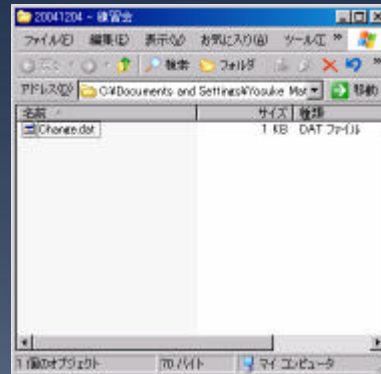 20041204 - 練習会
ファイル(F) 編集(E) 表示(V) お気に入り(A) ツール(T »
戻る 検索 フォルダ »
アドレス(D) C:¥Documents and Settings¥Yosuke Mat 移動
名前 サイズ 種類
Change.dat 1 KB DAT ファイル
1 個のオブジェクト 70 バイト マイ コンピュータ